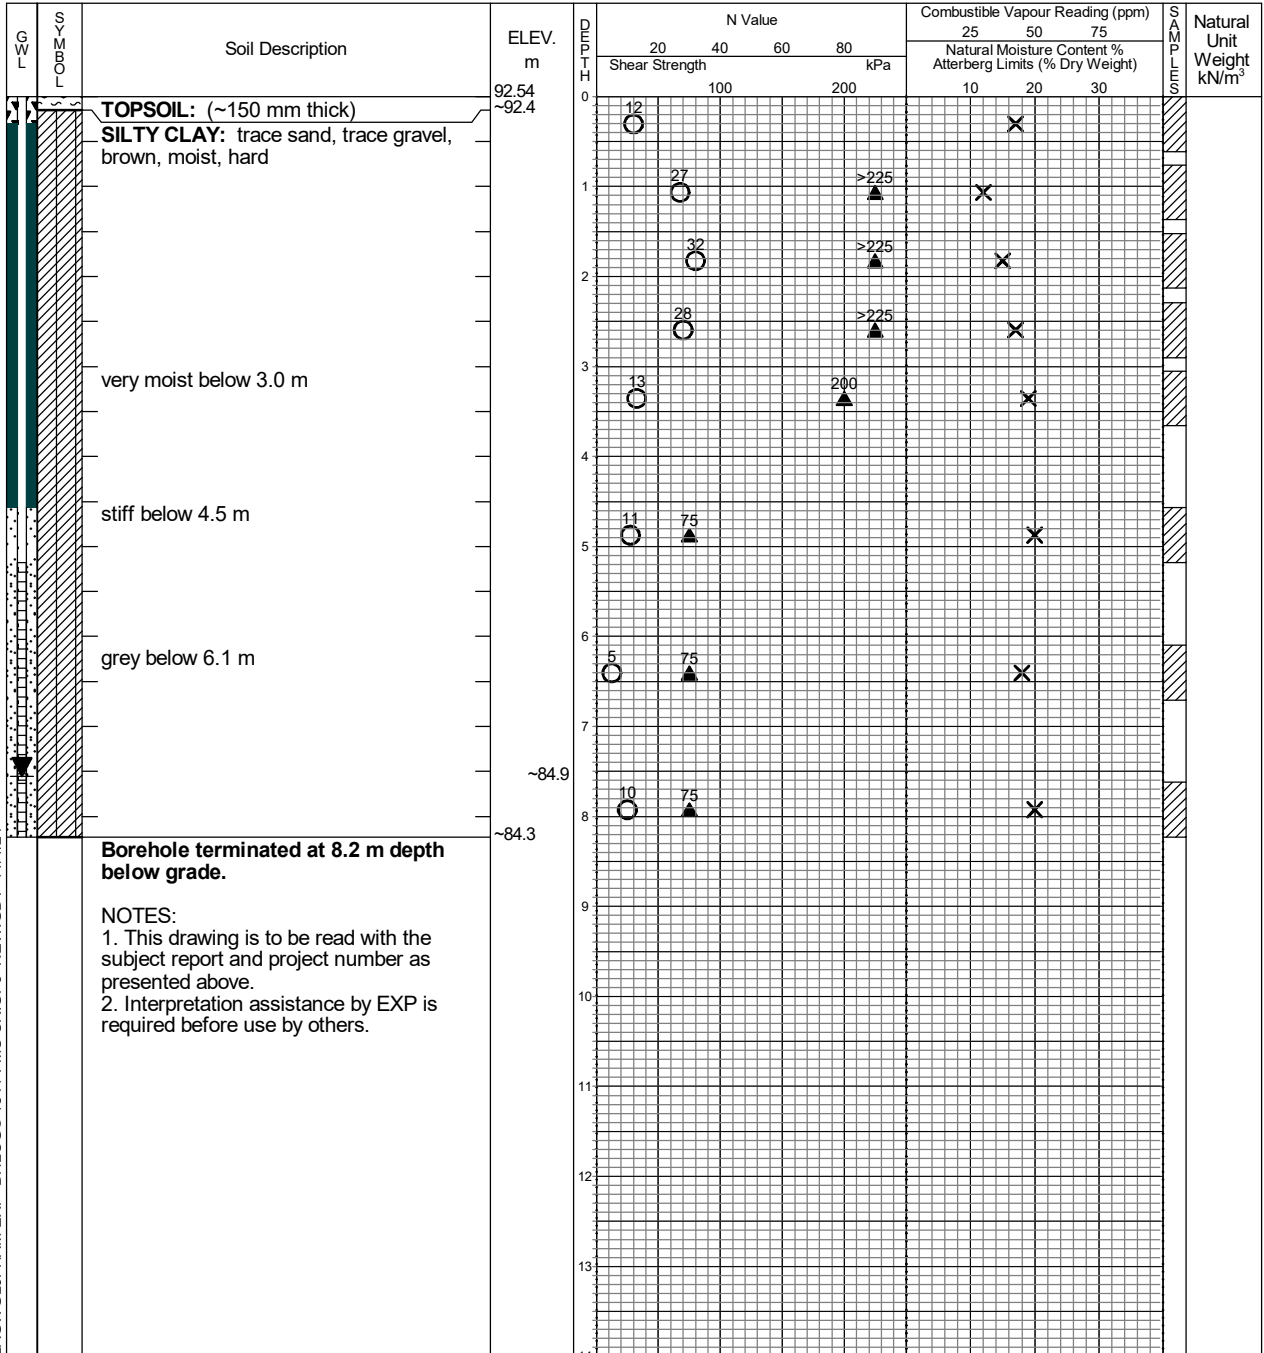 GWL
SYMBOL
Soil Description
ELEV.
m
DEPTH
N Value
20 40 60 80
Shear Strength kPa
100 200
Combustible Vapour Reading (ppm)
25 50 75
Natural Moisture Content %
Atterberg Limits (% Dry Weight)
10 20 30
SAMPLES
Natural
Unit
Weight
kN/m³
92.54
0
TOPSOIL: (~150 mm thick)
~92.4
12
SILTY CLAY: trace sand, trace gravel,
brown, moist, hard
27
>225
1
32
>225
2
28
>225
3
very moist below 3.0 m
13
200
4
stiff below 4.5 m
11
75
5
6
grey below 6.1 m
5
75
7
~84.9
10
75
8
~84.3
Borehole terminated at 8.2 m depth
below grade.
9
NOTES:
1. This drawing is to be read with the
subject report and project number as
presented above.
2. Interpretation assistance by EXP is
required before use by others.
10
11
12
13